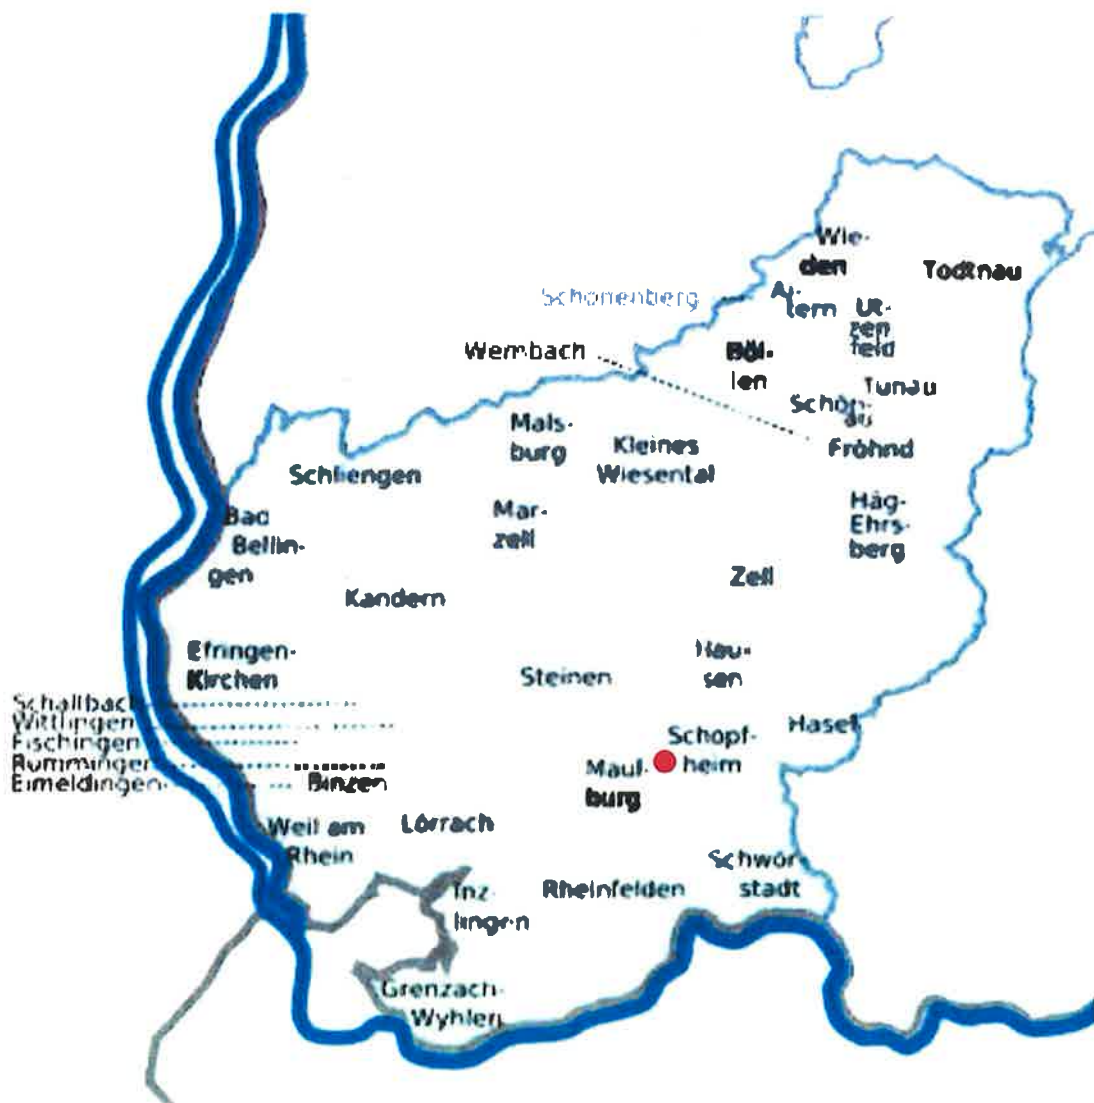 Wie-
den
Todtnau
Schönenberg
Ai-
tern
Ut-
zen
feld
Wembach
Böl-
len
Tunau
Schön-
au
Mals-
burg
Kleines
Wiesental
Fröhnd
Schliengen
Mar-
zell
Häg-
Ehrs-
berg
Bad
Bellin-
gen
Zell
Kandern
Efringen-
Kirchen
Steinen
Hau-
sen
Schallbach
Wittlingen
Fischingen
Rümmingen
Eimeldingen
Binzen
Hasel
Schopf-
heim
Maul-
burg
Weil am
Rhein
Lörrach
Schwör-
stadt
Inz-
lingen
Rheinfelden
Grenzach-
Wyhlen